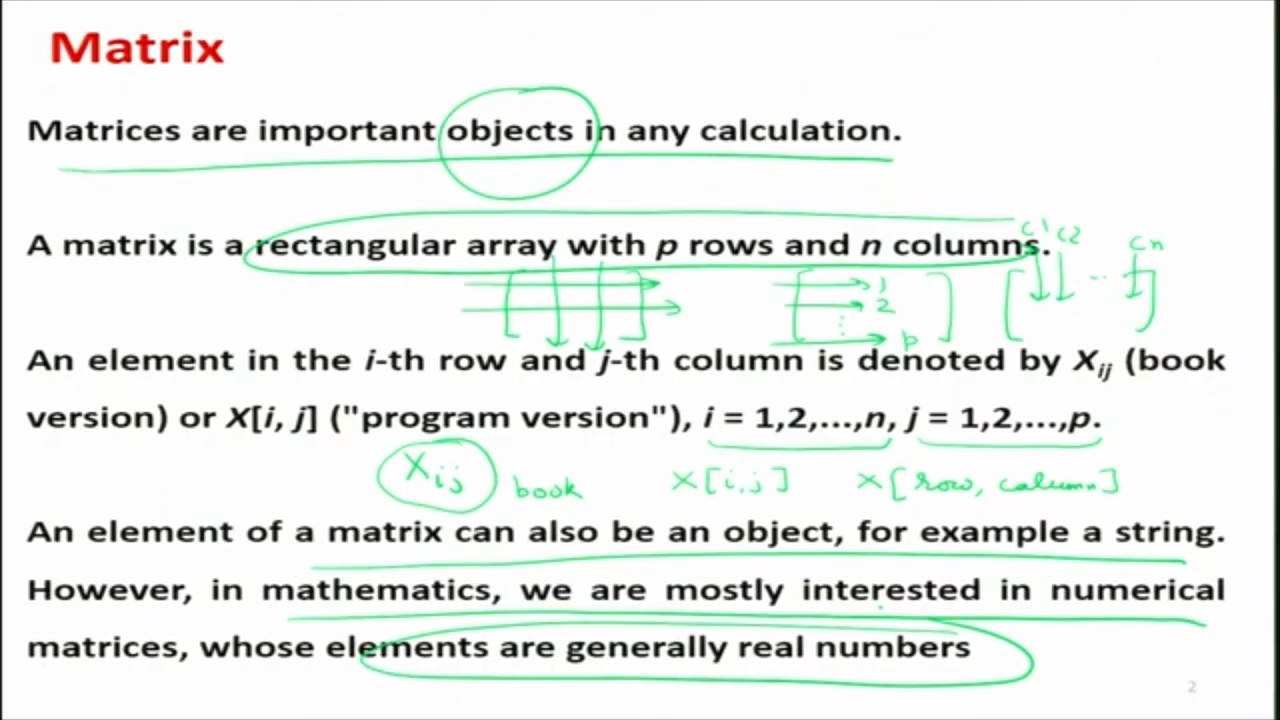 Matrix
Matrices are important objects in any calculation.
A matrix is a rectangular array with p rows and n columns.
C1 C2 Cn
1
2
p
An element in the i-th row and j-th column is denoted by Xij (book
version) or X[i, j] ("program version"), i = 1,2,...,n, j = 1,2,...,p.
Xij book X[i,j] X[row, column]
An element of a matrix can also be an object, for example a string.
However, in mathematics, we are mostly interested in numerical
matrices, whose elements are generally real numbers
2